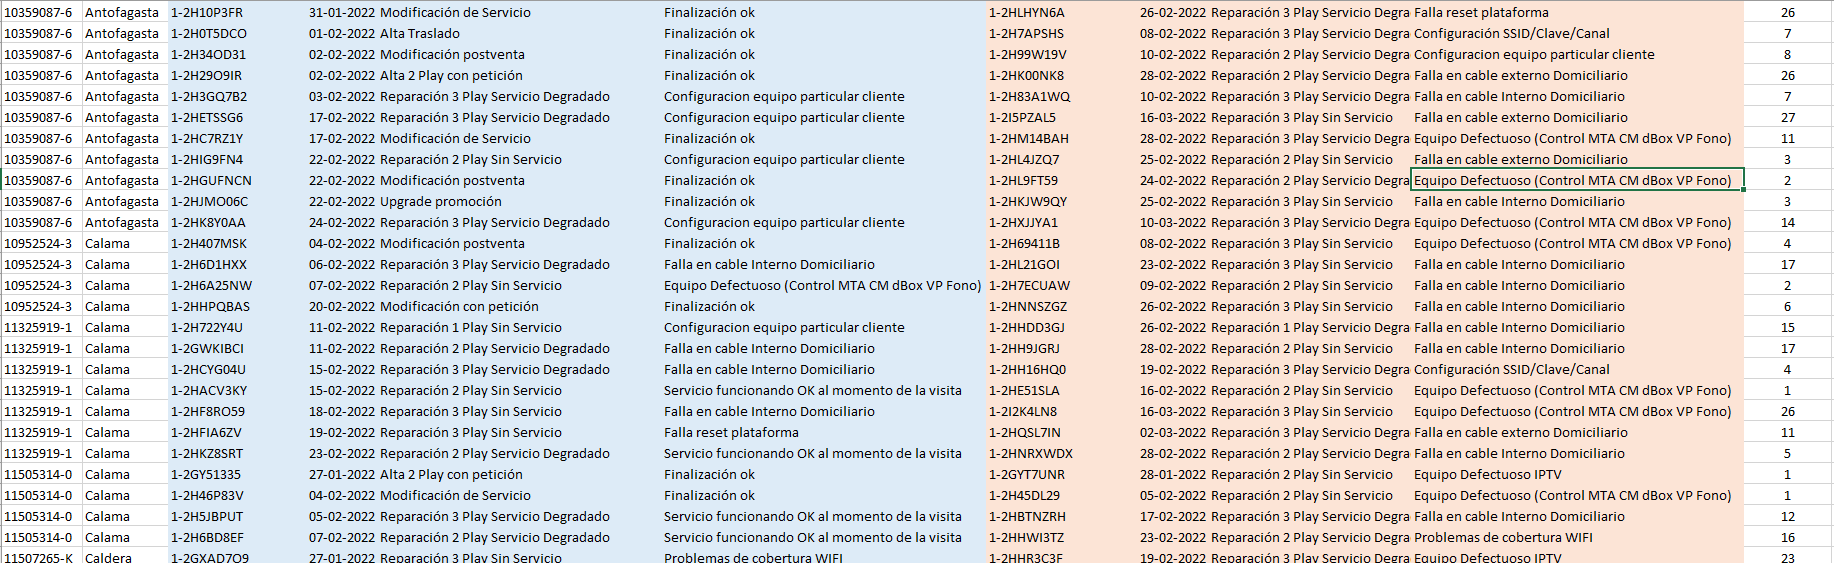 10359087-6 Antofagasta 1-2H10P3FR 31-01-2022 Modificación de Servicio Finalización ok 1-2HLHYN6A 26-02-2022 Reparación 3 Play Servicio Degra Falla reset plataforma 26
10359087-6 Antofagasta 1-2H0T5DCO 01-02-2022 Alta Traslado Finalización ok 1-2H7APSHS 08-02-2022 Reparación 3 Play Servicio Degra Configuración SSID/Clave/Canal 7
10359087-6 Antofagasta 1-2H34OD31 02-02-2022 Modificación postventa Finalización ok 1-2H99W19V 10-02-2022 Reparación 2 Play Servicio Degra Configuracion equipo particular cliente 8
10359087-6 Antofagasta 1-2H29O9IR 02-02-2022 Alta 2 Play con petición Finalización ok 1-2HK00NK8 28-02-2022 Reparación 2 Play Servicio Degra Falla en cable externo Domiciliario 26
10359087-6 Antofagasta 1-2H3GQ7B2 03-02-2022 Reparación 3 Play Servicio Degradado Configuracion equipo particular cliente 1-2H83A1WQ 10-02-2022 Reparación 3 Play Servicio Degra Falla en cable Interno Domiciliario 7
10359087-6 Antofagasta 1-2HETSSG6 17-02-2022 Reparación 3 Play Servicio Degradado Configuracion equipo particular cliente 1-2I5PZAL5 16-03-2022 Reparación 3 Play Sin Servicio Falla en cable externo Domiciliario 27
10359087-6 Antofagasta 1-2HC7RZ1Y 17-02-2022 Modificación de Servicio Finalización ok 1-2HM14BAH 28-02-2022 Reparación 3 Play Servicio Degra Equipo Defectuoso (Control MTA CM dBox VP Fono) 11
10359087-6 Antofagasta 1-2HIG9FN4 22-02-2022 Reparación 2 Play Sin Servicio Configuracion equipo particular cliente 1-2HL4JZQ7 25-02-2022 Reparación 2 Play Sin Servicio Falla en cable externo Domiciliario 3
10359087-6 Antofagasta 1-2HGUFNCN 22-02-2022 Modificación postventa Finalización ok 1-2HL9FT59 24-02-2022 Reparación 2 Play Servicio Degra Equipo Defectuoso (Control MTA CM dBox VP Fono) 2
10359087-6 Antofagasta 1-2HJMO06C 22-02-2022 Upgrade promoción Finalización ok 1-2HKJW9QY 25-02-2022 Reparación 3 Play Sin Servicio Falla en cable Interno Domiciliario 3
10359087-6 Antofagasta 1-2HK8Y0AA 24-02-2022 Reparación 3 Play Servicio Degradado Configuracion equipo particular cliente 1-2HXJJYA1 10-03-2022 Reparación 3 Play Servicio Degra Equipo Defectuoso (Control MTA CM dBox VP Fono) 14
10952524-3 Calama 1-2H407MSK 04-02-2022 Modificación postventa Finalización ok 1-2H69411B 08-02-2022 Reparación 3 Play Sin Servicio Equipo Defectuoso (Control MTA CM dBox VP Fono) 4
10952524-3 Calama 1-2H6D1HXX 06-02-2022 Reparación 3 Play Servicio Degradado Falla en cable Interno Domiciliario 1-2HL21GOI 23-02-2022 Reparación 3 Play Sin Servicio Falla en cable Interno Domiciliario 17
10952524-3 Calama 1-2H6A25NW 07-02-2022 Reparación 2 Play Sin Servicio Equipo Defectuoso (Control MTA CM dBox VP Fono) 1-2H7ECUAW 09-02-2022 Reparación 2 Play Sin Servicio Falla en cable Interno Domiciliario 2
10952524-3 Calama 1-2HHPQBAS 20-02-2022 Modificación con petición Finalización ok 1-2HNNSZGZ 26-02-2022 Reparación 3 Play Sin Servicio Falla en cable Interno Domiciliario 6
11325919-1 Calama 1-2H722Y4U 11-02-2022 Reparación 1 Play Sin Servicio Configuracion equipo particular cliente 1-2HHDD3GJ 26-02-2022 Reparación 1 Play Servicio Degra Falla en cable Interno Domiciliario 15
11325919-1 Calama 1-2GWKIBCI 11-02-2022 Reparación 2 Play Servicio Degradado Falla en cable Interno Domiciliario 1-2HH9JGRJ 28-02-2022 Reparación 2 Play Sin Servicio Falla en cable Interno Domiciliario 17
11325919-1 Calama 1-2HCYG04U 15-02-2022 Reparación 3 Play Servicio Degradado Falla en cable Interno Domiciliario 1-2HH16HQ0 19-02-2022 Reparación 3 Play Servicio Degra Configuración SSID/Clave/Canal 4
11325919-1 Calama 1-2HACV3KY 15-02-2022 Reparación 2 Play Sin Servicio Servicio funcionando OK al momento de la visita 1-2HE51SLA 16-02-2022 Reparación 2 Play Sin Servicio Equipo Defectuoso (Control MTA CM dBox VP Fono) 1
11325919-1 Calama 1-2HF8RO59 18-02-2022 Reparación 3 Play Sin Servicio Falla en cable Interno Domiciliario 1-2I2K4LN8 16-03-2022 Reparación 3 Play Sin Servicio Equipo Defectuoso (Control MTA CM dBox VP Fono) 26
11325919-1 Calama 1-2HFIA6ZV 19-02-2022 Reparación 3 Play Sin Servicio Falla reset plataforma 1-2HQSL7IN 02-03-2022 Reparación 3 Play Servicio Degra Falla en cable externo Domiciliario 11
11325919-1 Calama 1-2HKZ8SRT 23-02-2022 Reparación 2 Play Servicio Degradado Servicio funcionando OK al momento de la visita 1-2HNRXWDX 28-02-2022 Reparación 2 Play Servicio Degra Falla en cable Interno Domiciliario 5
11505314-0 Calama 1-2GY51335 27-01-2022 Alta 2 Play con petición Finalización ok 1-2GYT7UNR 28-01-2022 Reparación 2 Play Sin Servicio Equipo Defectuoso IPTV 1
11505314-0 Calama 1-2H46P83V 04-02-2022 Modificación de Servicio Finalización ok 1-2H45DL29 05-02-2022 Reparación 2 Play Sin Servicio Equipo Defectuoso (Control MTA CM dBox VP Fono) 1
11505314-0 Calama 1-2H5JBPUT 05-02-2022 Reparación 3 Play Servicio Degradado Servicio funcionando OK al momento de la visita 1-2HBTNZRH 17-02-2022 Reparación 3 Play Servicio Degra Falla en cable Interno Domiciliario 12
11505314-0 Calama 1-2H6BD8EF 07-02-2022 Reparación 2 Play Servicio Degradado Servicio funcionando OK al momento de la visita 1-2HHWI3TZ 23-02-2022 Reparación 2 Play Servicio Degra Problemas de cobertura WIFI 16
11507265-K Caldera 1-2GXAD7O9 27-01-2022 Reparación 3 Play Sin Servicio Problemas de cobertura WIFI 1-2HHR3C3F 19-02-2022 Reparación 3 Play Servicio Degra Equipo Defectuoso IPTV 23